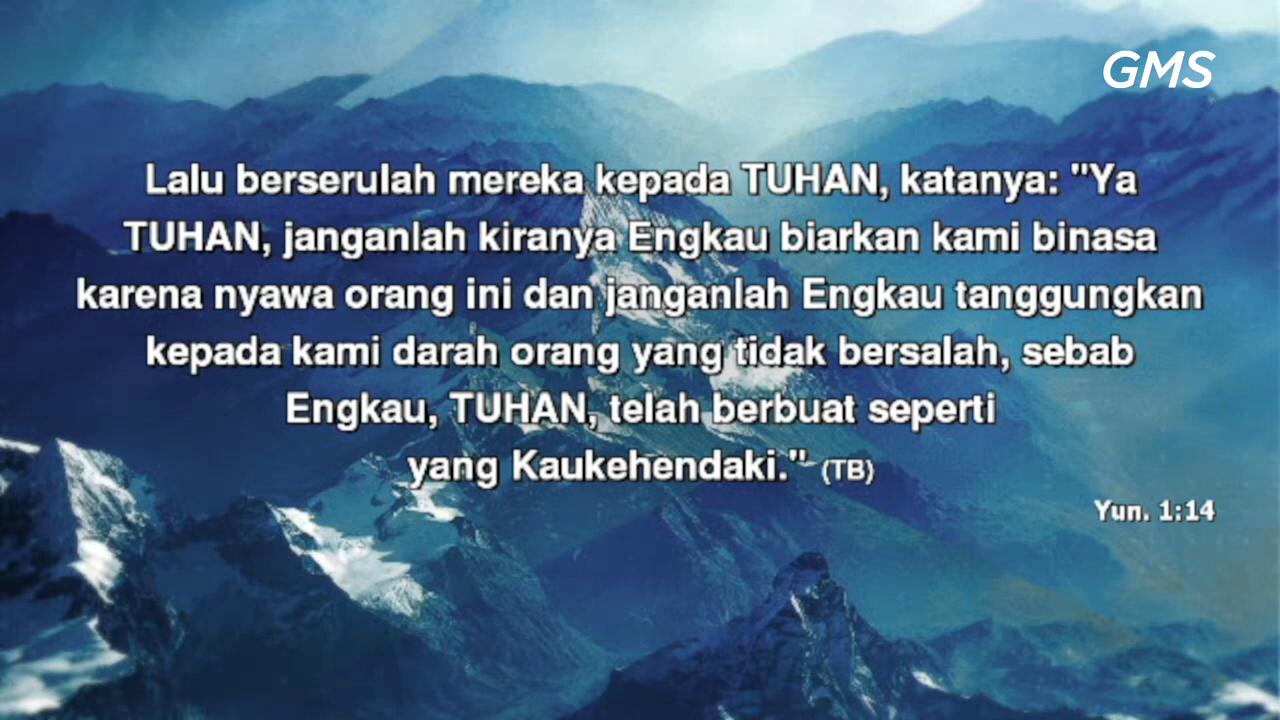 GMS
Lalu berserulah mereka kepada TUHAN, katanya: "Ya
TUHAN, janganlah kiranya Engkau biarkan kami binasa
karena nyawa orang ini dan janganlah Engkau tanggungkan
kepada kami darah orang yang tidak bersalah, sebab
Engkau, TUHAN, telah berbuat seperti
yang Kaukehendaki." (TB)
Yun. 1:14